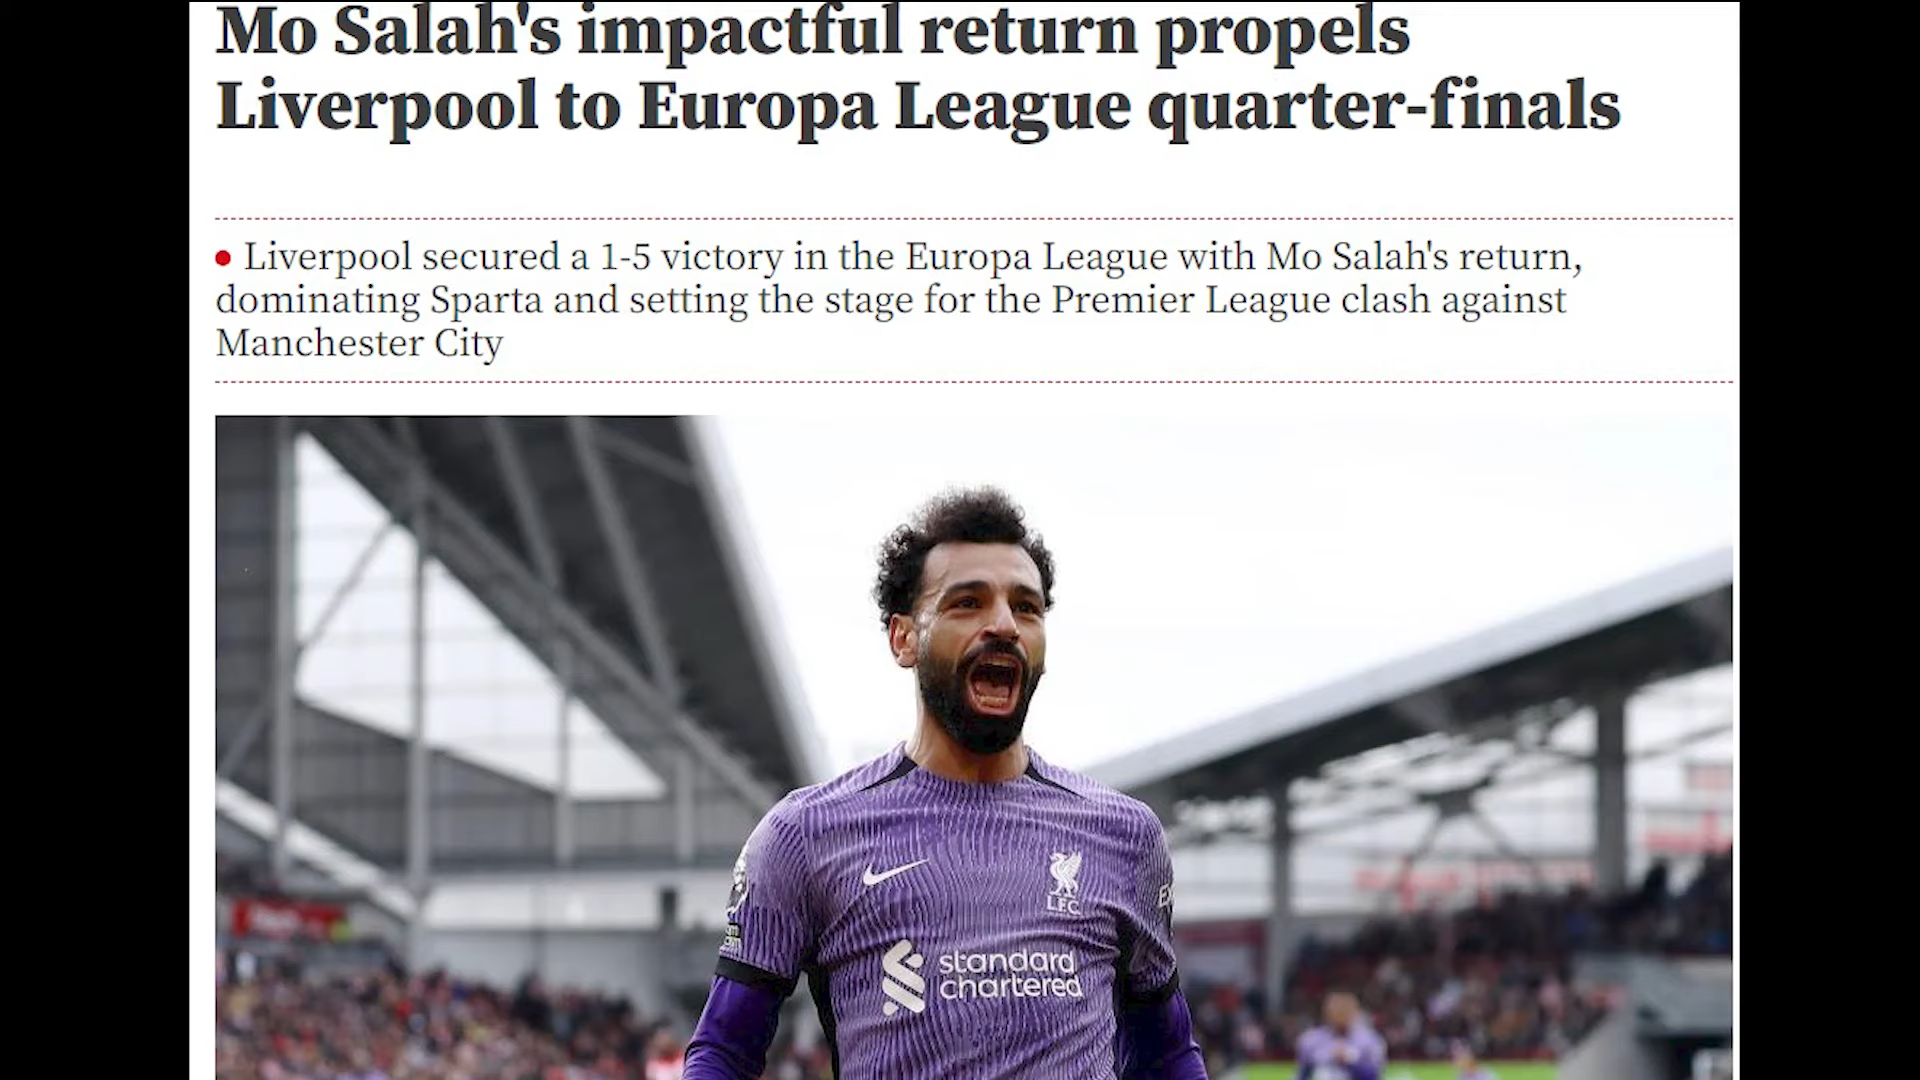 Mo Salah's impactful return propels
Liverpool to Europa League quarter-finals
• Liverpool secured a 1-5 victory in the Europa League with Mo Salah's return,
dominating Sparta and setting the stage for the Premier League clash against
Manchester City
L.F.C.
standard
chartered